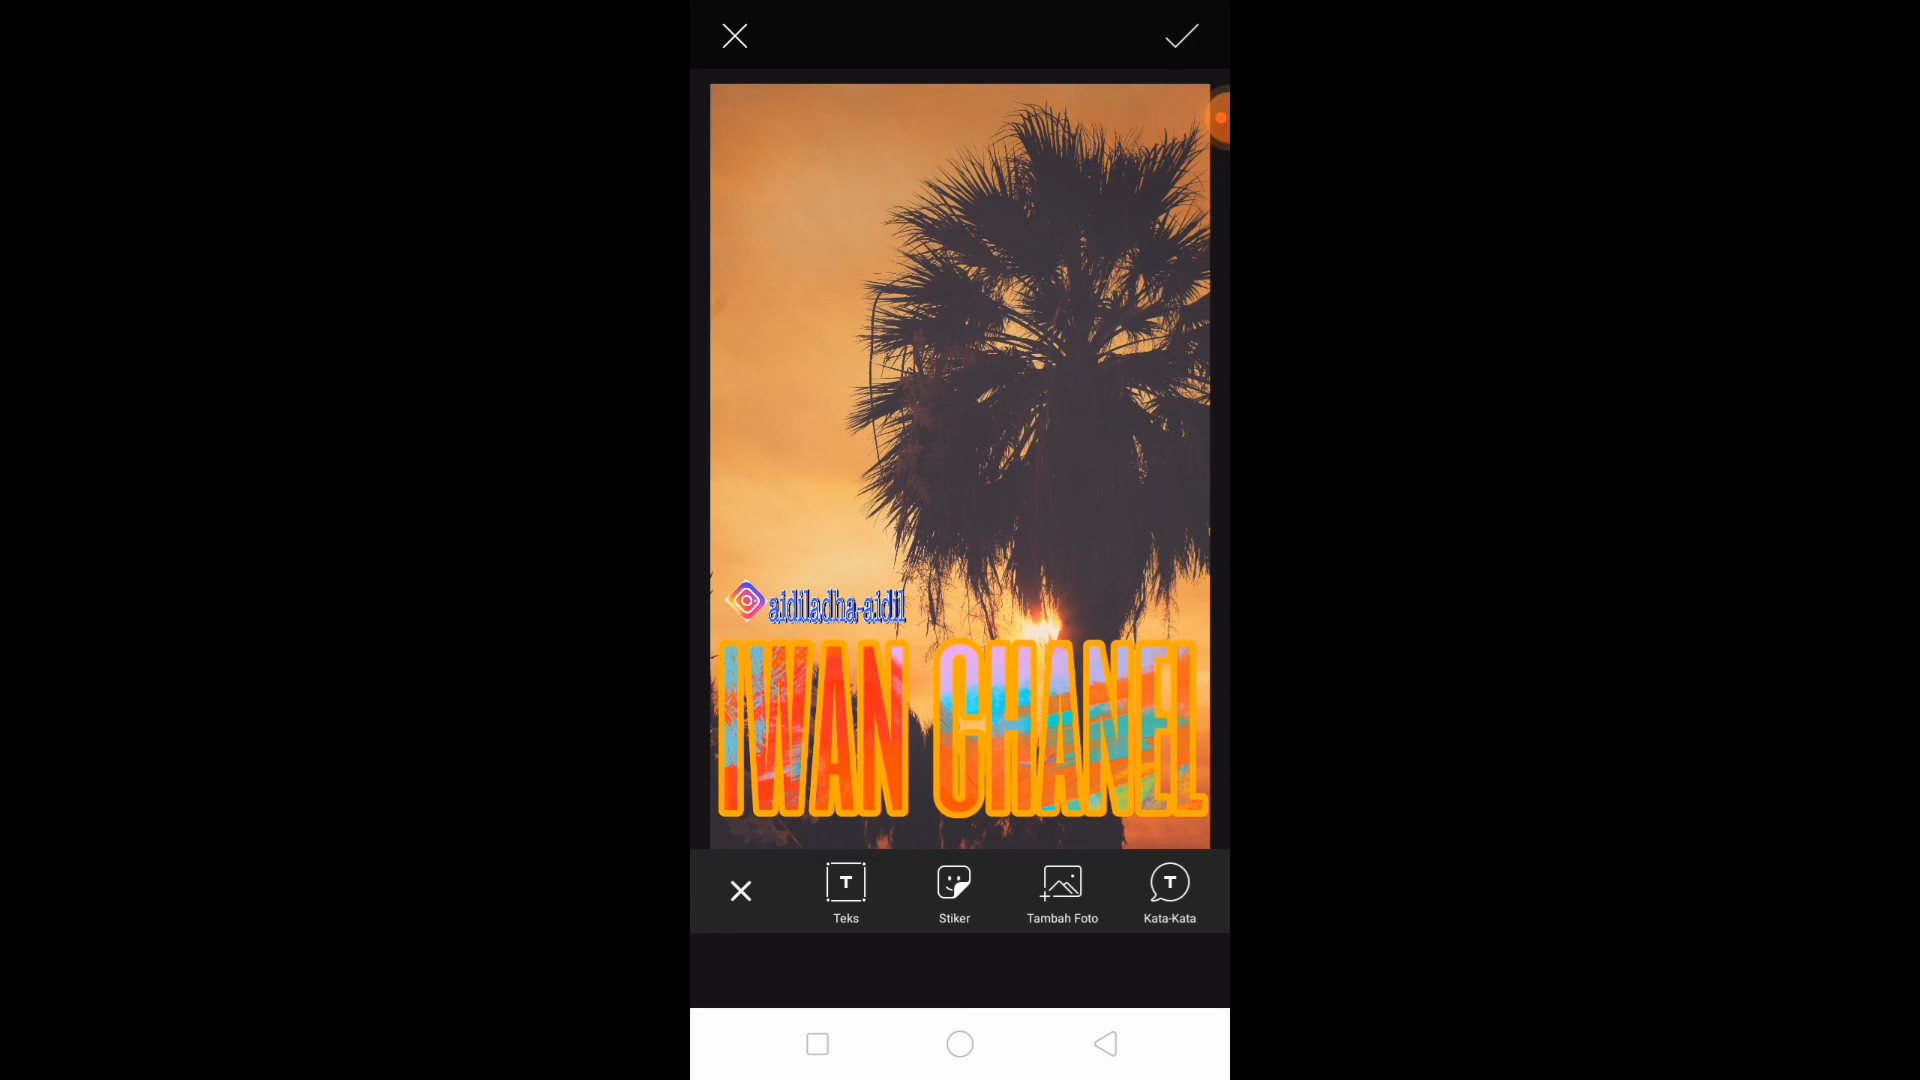 aidiladha-aidil
IWAN CHANEL
Teks
Stiker
Tambah Foto
Kata-Kata